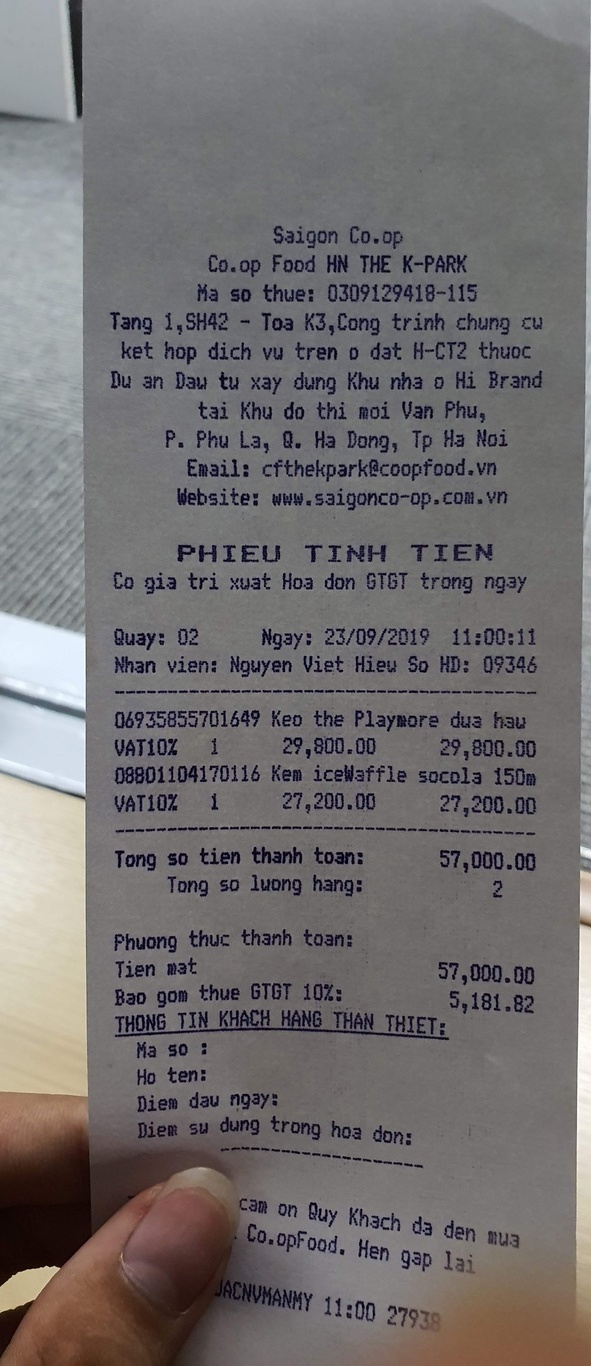 Saigon Co.op
Co.op Food HN THE K-PARK
Ma so thue: 0309129418-115
Tang 1,SH42 - Toa K3,Cong trinh chung cu
ket hop dich vu tren o dat H-CT2 thuoc
Du an Dau tu xay dung Khu nha o Hi Brand
tai Khu do thi moi Van Phu,
P. Phu La, Q. Ha Dong, Tp Ha Noi
Email: cfthekpark@coopfood.vn
Website: www.saigonco-op.com.vn
PHIEU TINH TIEN
Co gia tri xuat Hoa don GTGT trong ngay
Quay: 02 Ngay: 23/09/2019 11:00:11
Nhan vien: Nguyen Viet Hieu So HD: 09346
06935855701649 Keo the Playmore dua hau
VAT10% 1 29,800.00 29,800.00
08801104170116 Kem iceWaffle socola 150m
VAT10% 1 27,200.00 27,200.00
Tong so tien thanh toan: 57,000.00
Tong so luong hang: 2
Phuong thuc thanh toan:
Tien mat 57,000.00
Bao gom thue GTGT 10%: 5,181.82
THONG TIN KHACH HANG THAN THIET:
Ma so :
Ho ten:
Diem dau ngay:
Diem su dung trong hoa don:
cam on Quy Khach da den mua
Co.opFood. Hen gap lai
JACNVMANMY 11:00 27938